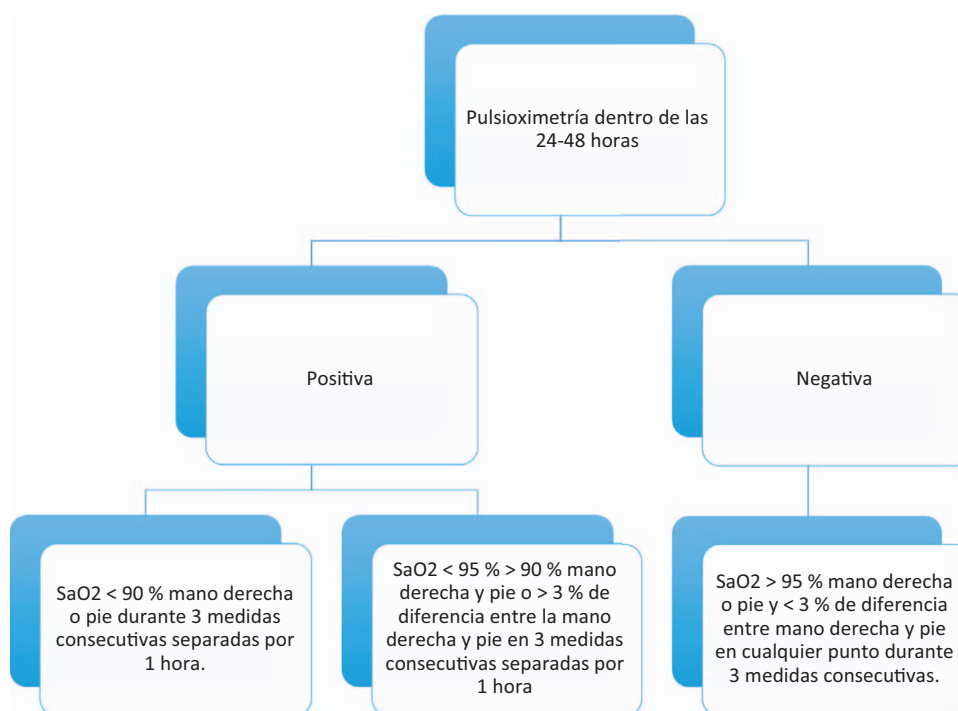 Pulsioximetría dentro de las
24-48 horas
Positiva
Negativa
SaO2 < 90 % mano derecha
o pie durante 3 medidas
consecutivas separadas por
1 hora.
SaO2 < 95 % > 90 % mano
derecha y pie o > 3 % de
diferencia entre la mano
derecha y pie en 3 medidas
consecutivas separadas por
1 hora
SaO2 > 95 % mano derecha
o pie y < 3 % de diferencia
entre mano derecha y pie
en cualquier punto durante
3 medidas consecutivas.